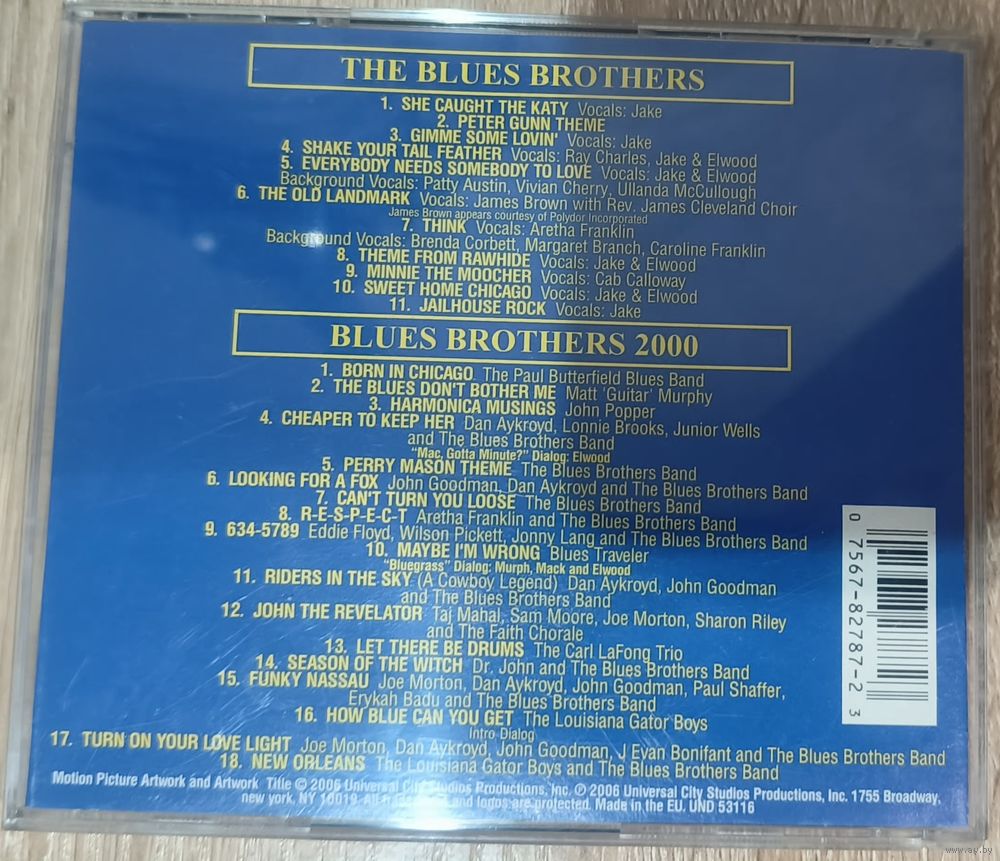 THE BLUES BROTHERS
1. SHE CAUGHT THE KATY Vocals: Jake
2. PETER GUNN THEME
3. GIMME SOME LOVIN' Vocals: Jake
4. SHAKE YOUR TAIL FEATHER Vocals: Ray Charles, Jake & Elwood
5. EVERYBODY NEEDS SOMEBODY TO LOVE Vocals: Jake & Elwood
Background Vocals: Patty Austin, Vivian Cherry, Ullanda McCullough
6. THE OLD LANDMARK Vocals: James Brown with Rev. James Cleveland Choir
James Brown appears courtesy of Polydor Incorporated
7. THINK Vocals: Aretha Franklin
Background Vocals: Brenda Corbett, Margaret Branch, Caroline Franklin
8. THEME FROM RAWHIDE Vocals: Jake & Elwood
9. MINNIE THE MOOCHER Vocals: Cab Calloway
10. SWEET HOME CHICAGO Vocals: Jake & Elwood
11. JAILHOUSE ROCK Vocals: Jake
BLUES BROTHERS 2000
1. BORN IN CHICAGO The Paul Butterfield Blues Band
2. THE BLUES DON'T BOTHER ME Matt 'Guitar' Murphy
3. HARMONICA MUSINGS John Popper
4. CHEAPER TO KEEP HER Dan Aykroyd, Lonnie Brooks, Junior Wells
and The Blues Brothers Band
"Mac, Gotta Minute?" Dialog: Elwood
5. PERRY MASON THEME The Blues Brothers Band
6. LOOKING FOR A FOX John Goodman, Dan Aykroyd and The Blues Brothers Band
7. CAN'T TURN YOU LOOSE The Blues Brothers Band
8. R-E-S-P-E-C-T Aretha Franklin and The Blues Brothers Band
9. 634-5789 Eddie Floyd, Wilson Pickett, Jonny Lang and The Blues Brothers Band
10. MAYBE I'M WRONG Blues Traveler
"Bluegrass" Dialog: Murph, Mack and Elwood
11. RIDERS IN THE SKY (A Cowboy Legend) Dan Aykroyd, John Goodman
and The Blues Brothers Band
12. JOHN THE REVELATOR Taj Mahal, Sam Moore, Joe Morton, Sharon Riley
and The Faith Chorale
13. LET THERE BE DRUMS The Carl LaFong Trio
14. SEASON OF THE WITCH Dr. John and The Blues Brothers Band
15. FUNKY NASSAU Joe Morton, Dan Aykroyd, John Goodman, Paul Shaffer,
Erykah Badu and The Blues Brothers Band
16. HOW BLUE CAN YOU GET The Louisiana Gator Boys
Intro Dialog
17. TURN ON YOUR LOVE LIGHT Joe Morton, Dan Aykroyd, John Goodman, J Evan Bonifant and The Blues Brothers Band
18. NEW ORLEANS The Louisiana Gator Boys and The Blues Brothers Band
Motion Picture Artwork and Artwork Title © 2006 Universal City Studios Productions, Inc. ℗ 2006 Universal City Studios Productions, Inc. 1755 Broadway,
new york, NY 10019. All and logos are protected. Made in the EU. UND 53116
0 7567-82787-2 3
www.ay.by